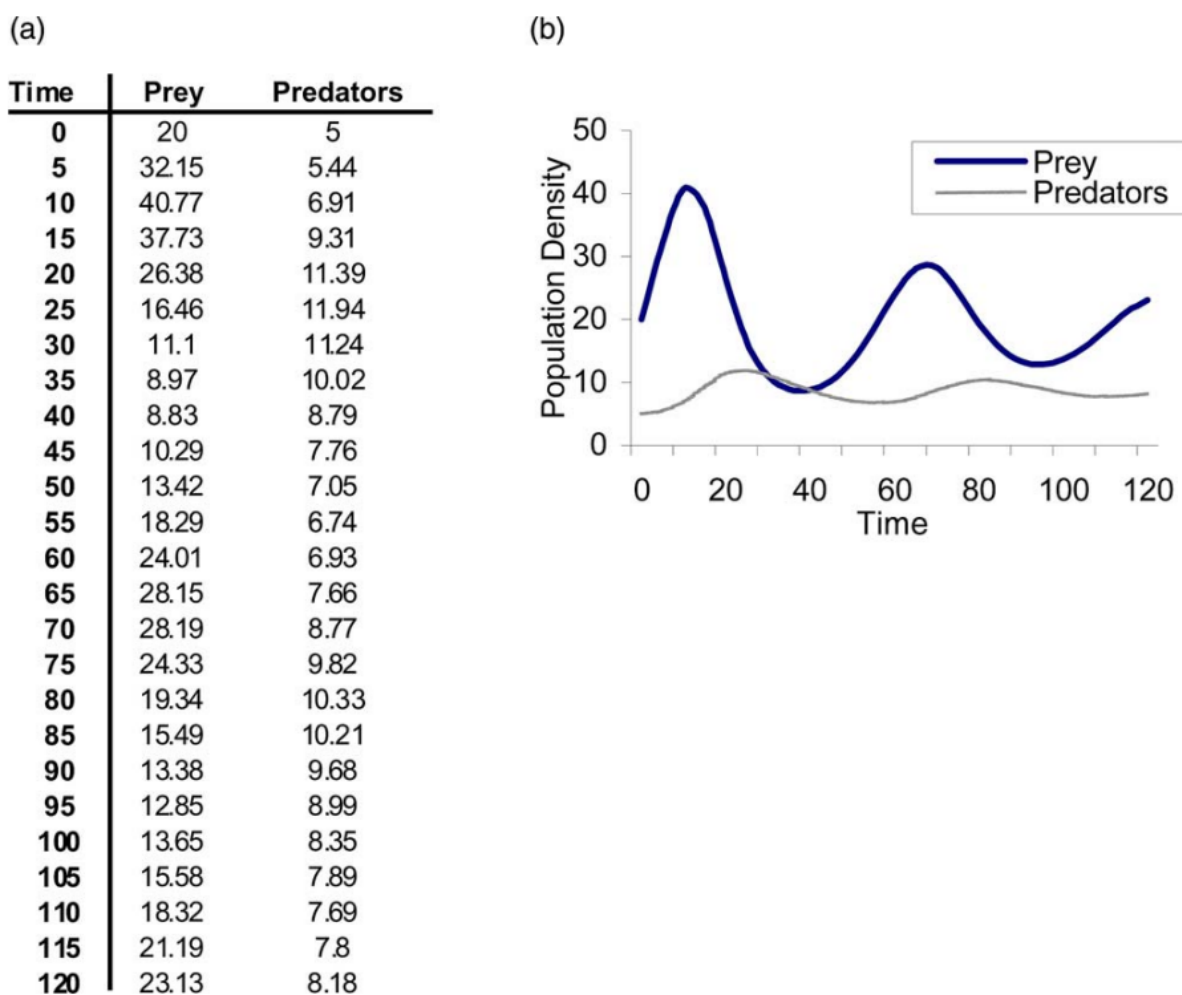 (a)
Time Prey Predators
0 20 5
5 32.15 5.44
10 40.77 6.91
15 37.73 9.31
20 26.38 11.39
25 16.46 11.94
30 11.1 11.24
35 8.97 10.02
40 8.83 8.79
45 10.29 7.76
50 13.42 7.05
55 18.29 6.74
60 24.01 6.93
65 28.15 7.66
70 28.19 8.77
75 24.33 9.82
80 19.34 10.33
85 15.49 10.21
90 13.38 9.68
95 12.85 8.99
100 13.65 8.35
105 15.58 7.89
110 18.32 7.69
115 21.19 7.8
120 23.13 8.18
(b)
Population Density
50
40
30
20
10
0
Prey
Predators
0 20 40 60 80 100 120
Time